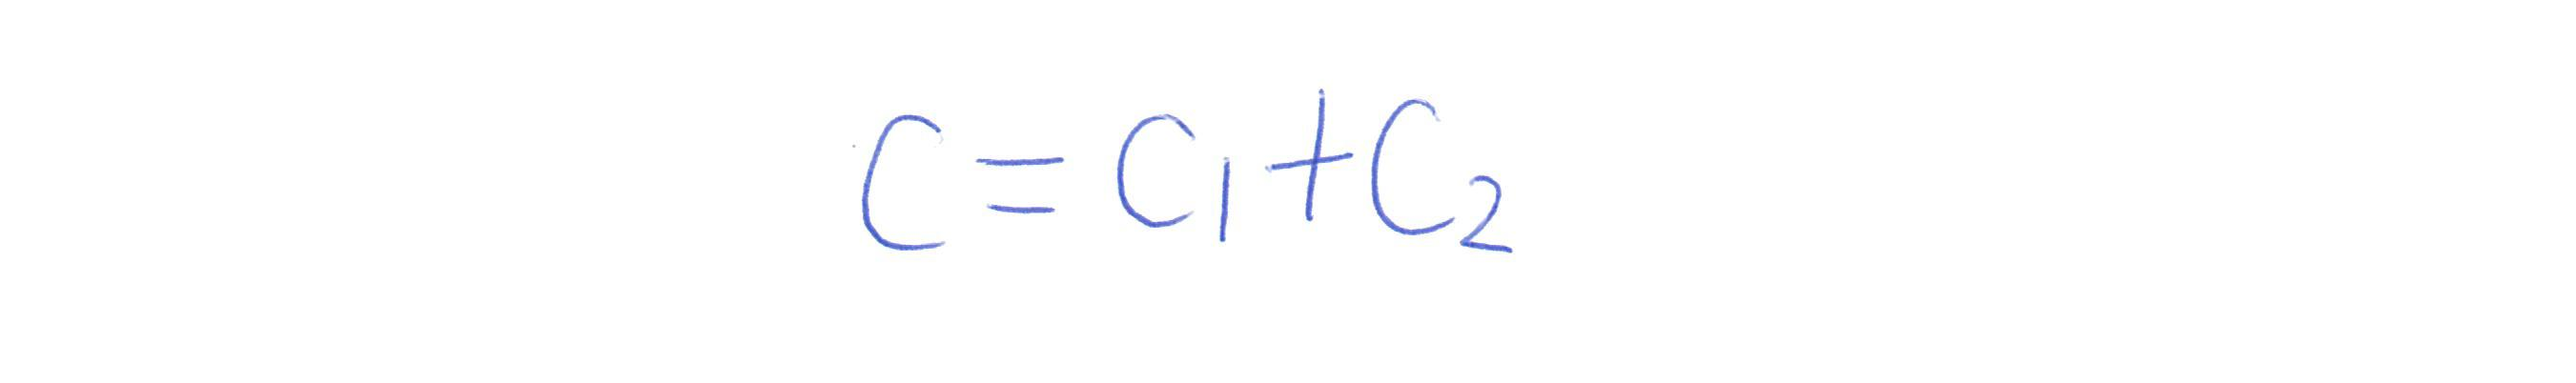 C = C₁ + C₂